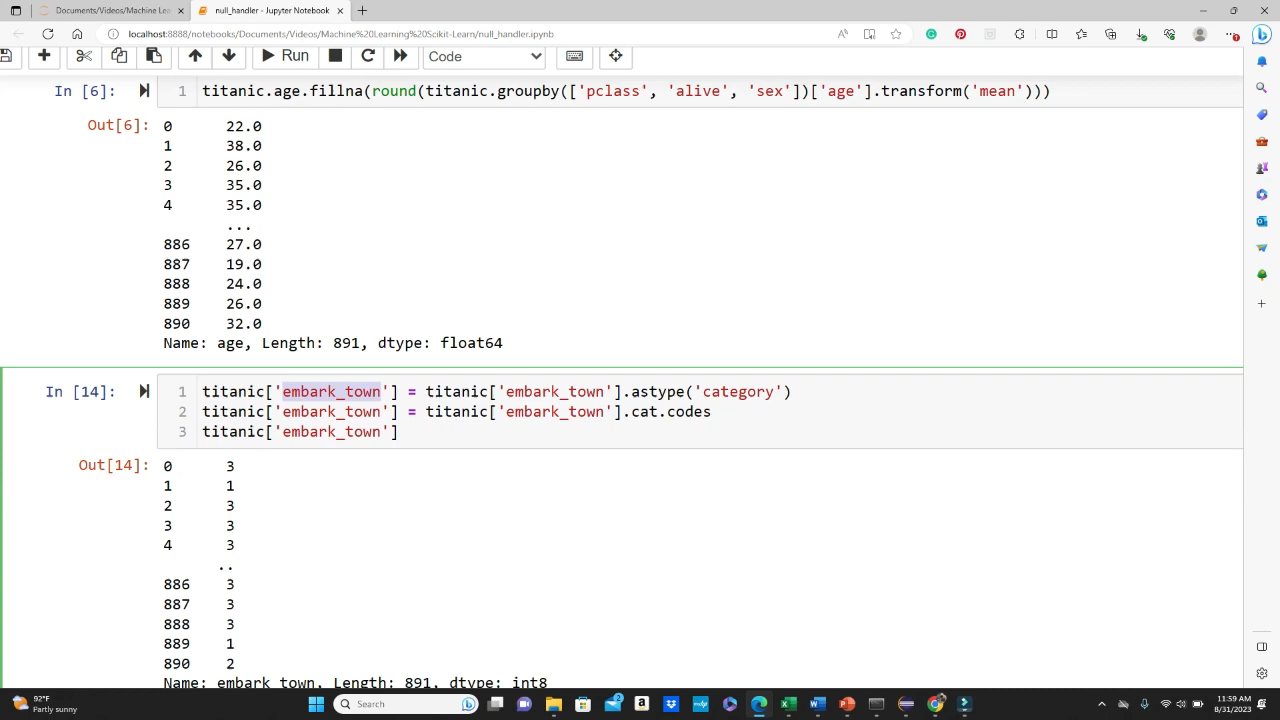 Documents/Videos/Machine Lea
null_handler - Jupyter Notebook
localhost:8888/notebooks/Documents/Videos/Machine%20Learning%20Scikit-Learn/null_handler.ipynb
Run
Code
In [6]:
1 titanic.age.fillna(round(titanic.groupby(['pclass', 'alive', 'sex'])['age'].transform('mean')))
Out[6]: 0 22.0
1 38.0
2 26.0
3 35.0
4 35.0
...
886 27.0
887 19.0
888 24.0
889 26.0
890 32.0
Name: age, Length: 891, dtype: float64
In [14]:
1 titanic['embark_town'] = titanic['embark_town'].astype('category')
2 titanic['embark_town'] = titanic['embark_town'].cat.codes
3 titanic['embark_town']
Out[14]: 0 3
1 1
2 3
3 3
4 3
..
886 3
887 3
888 3
889 1
890 2
Name: embark_town, Length: 891, dtype: int8
92°F
Partly sunny
Search
11:59 AM
8/31/2023